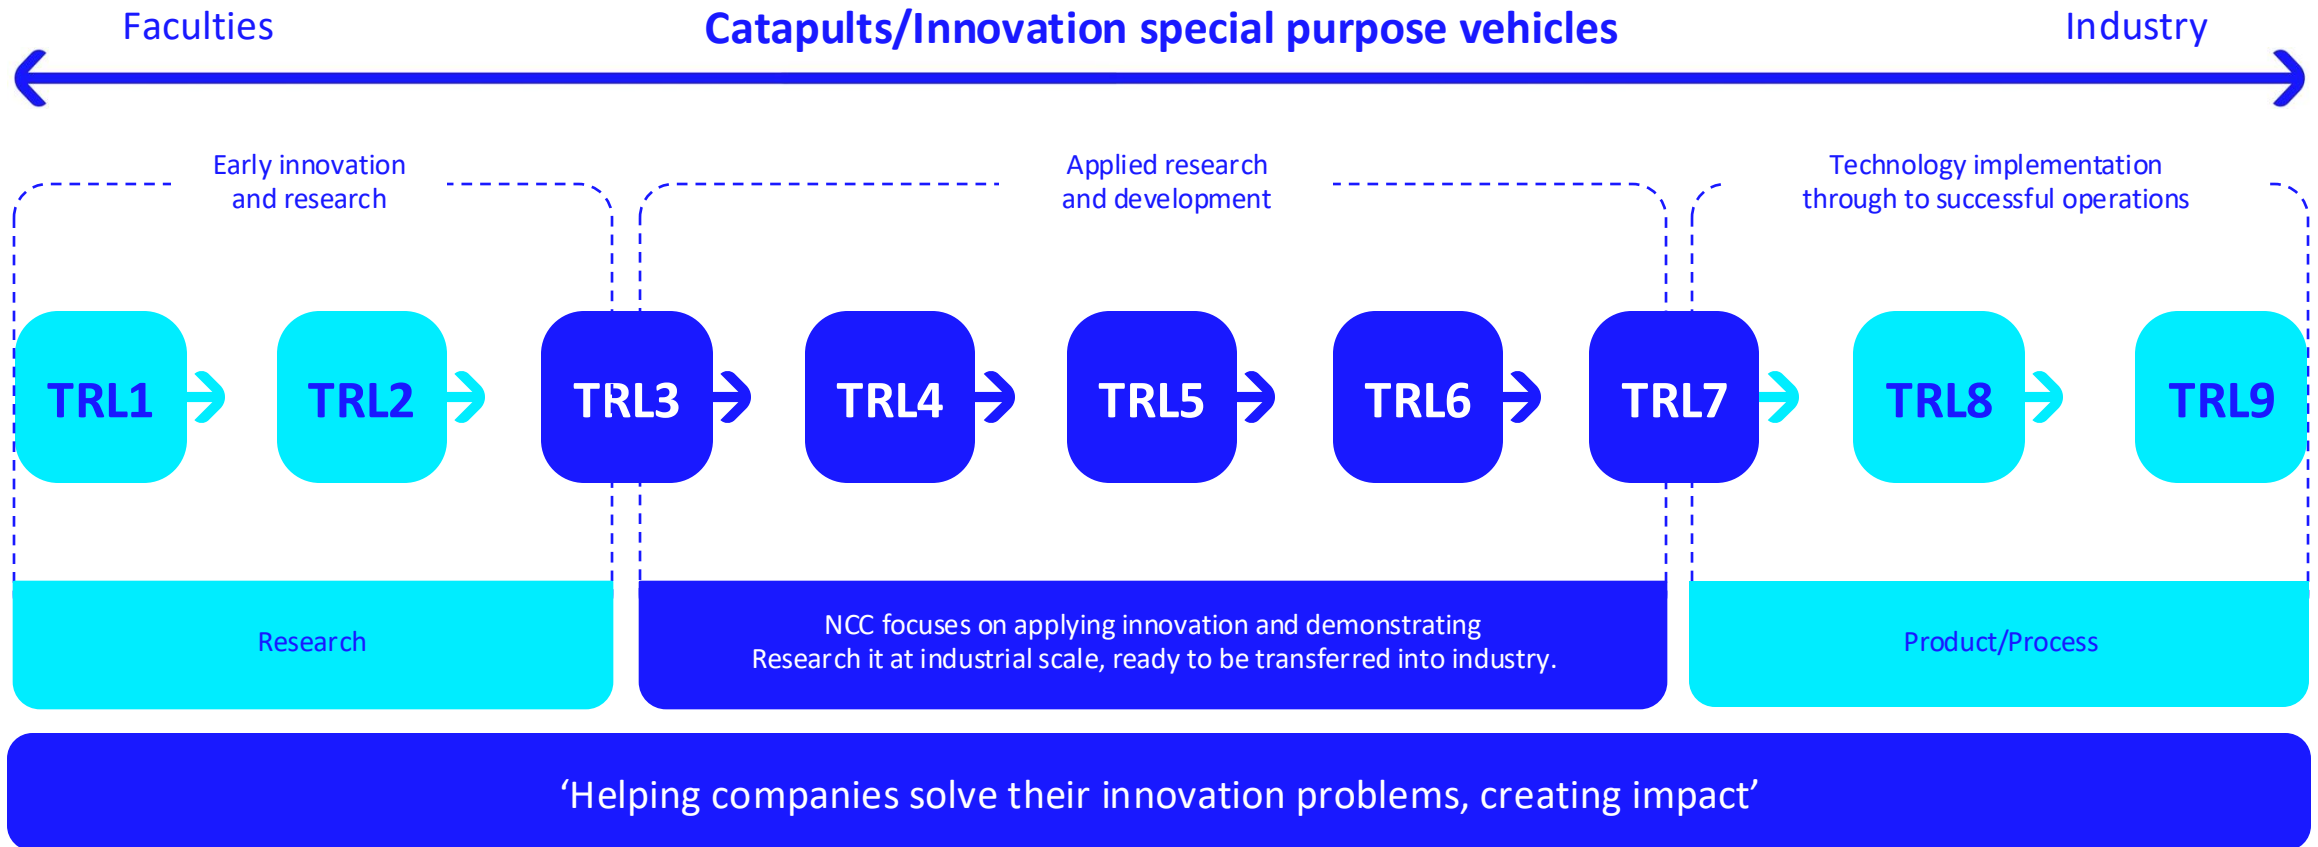 Faculties
Catapults/Innovation special purpose vehicles
Industry
Early innovation
and research
Applied research
and development
Technology implementation
through to successful operations
TRL1
TRL2
TRL3
TRL4
TRL5
TRL6
TRL7
TRL8
TRL9
Research
NCC focuses on applying innovation and demonstrating
Research it at industrial scale, ready to be transferred into industry.
Product/Process
‘Helping companies solve their innovation problems, creating impact’